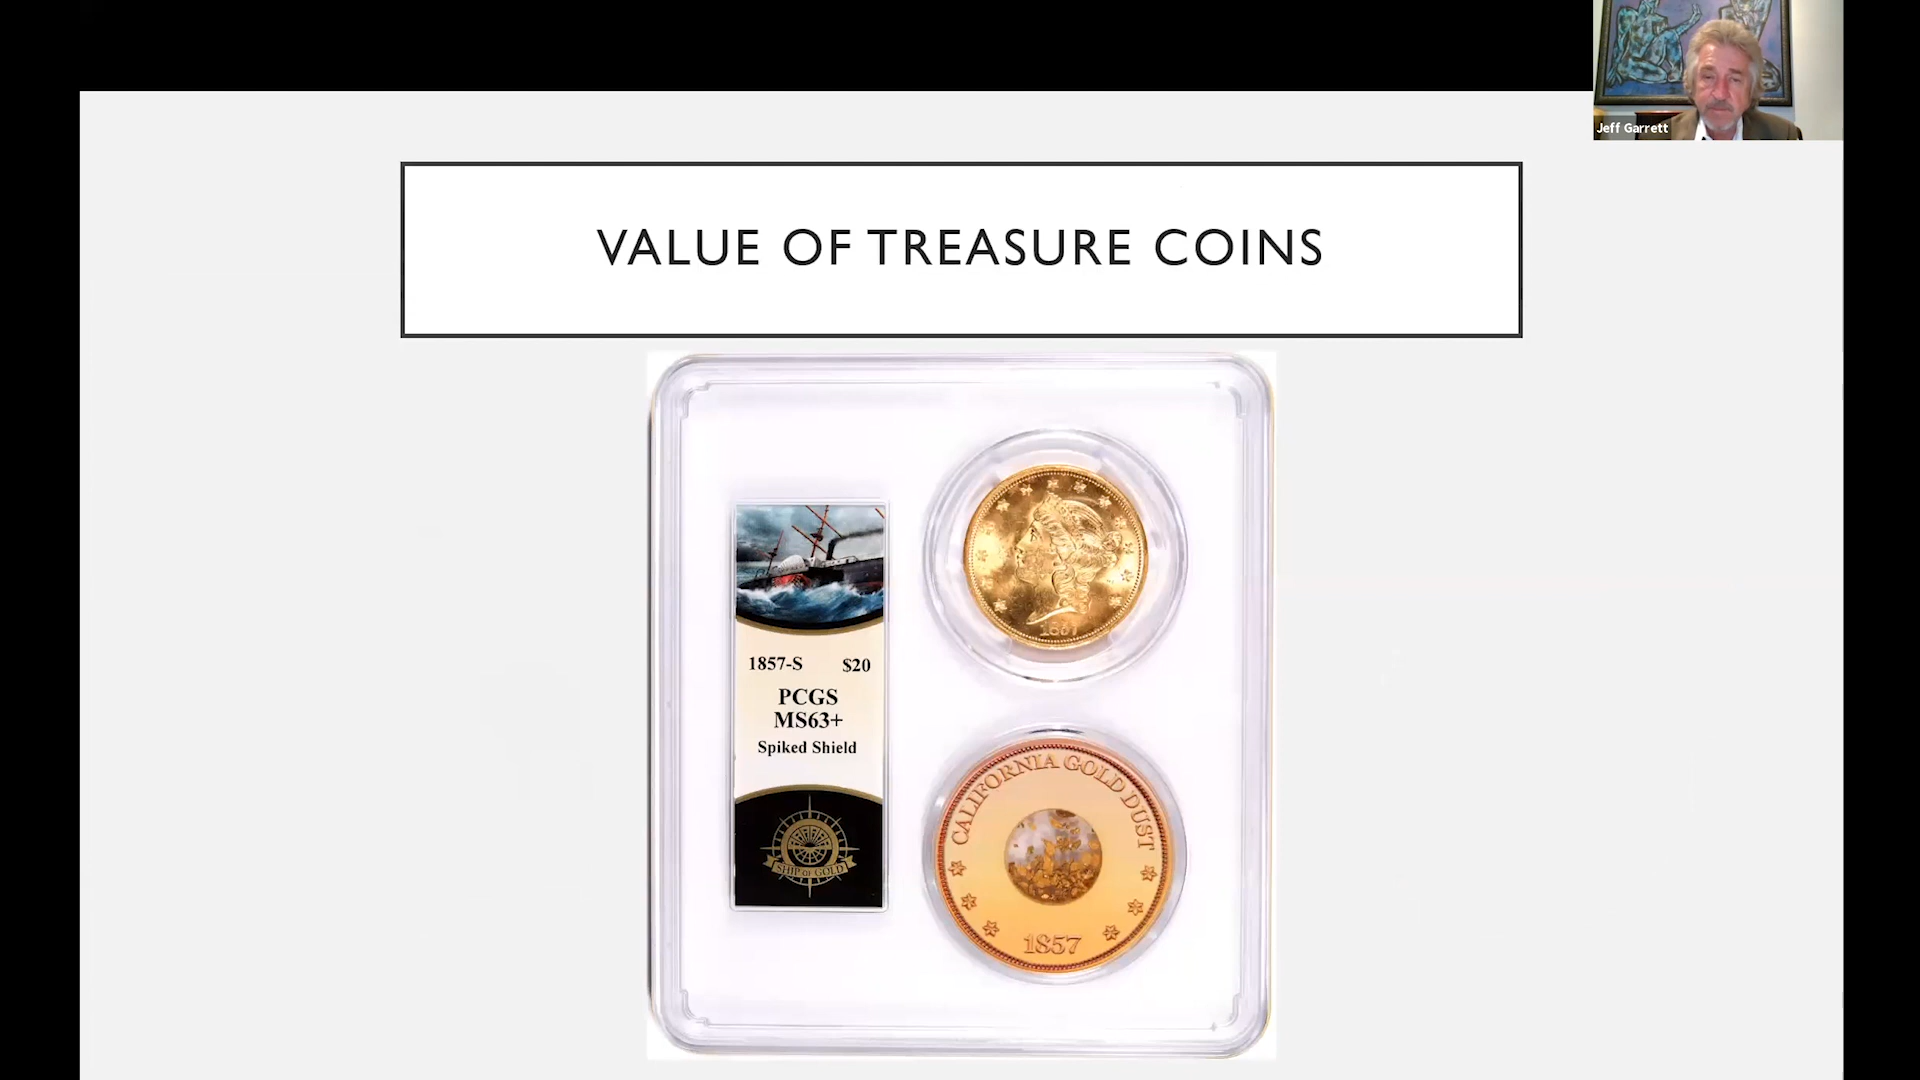 Jeff Garrett
VALUE OF TREASURE COINS
1857-S $20
PCGS
MS63+
Spiked Shield
SHIP OF GOLD
1857
CALIFORNIA GOLD DUST
1857